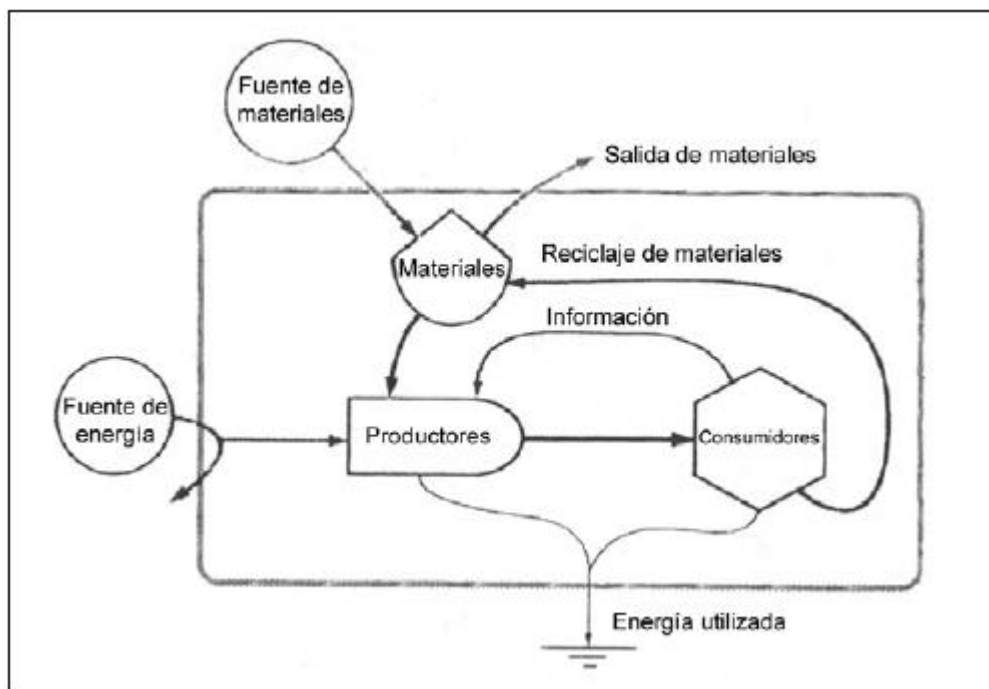 Fuente de
materiales
Salida de materiales
Materiales
Reciclaje de materiales
Información
Fuente de
energía
Productores
Consumidores
Energía utilizada